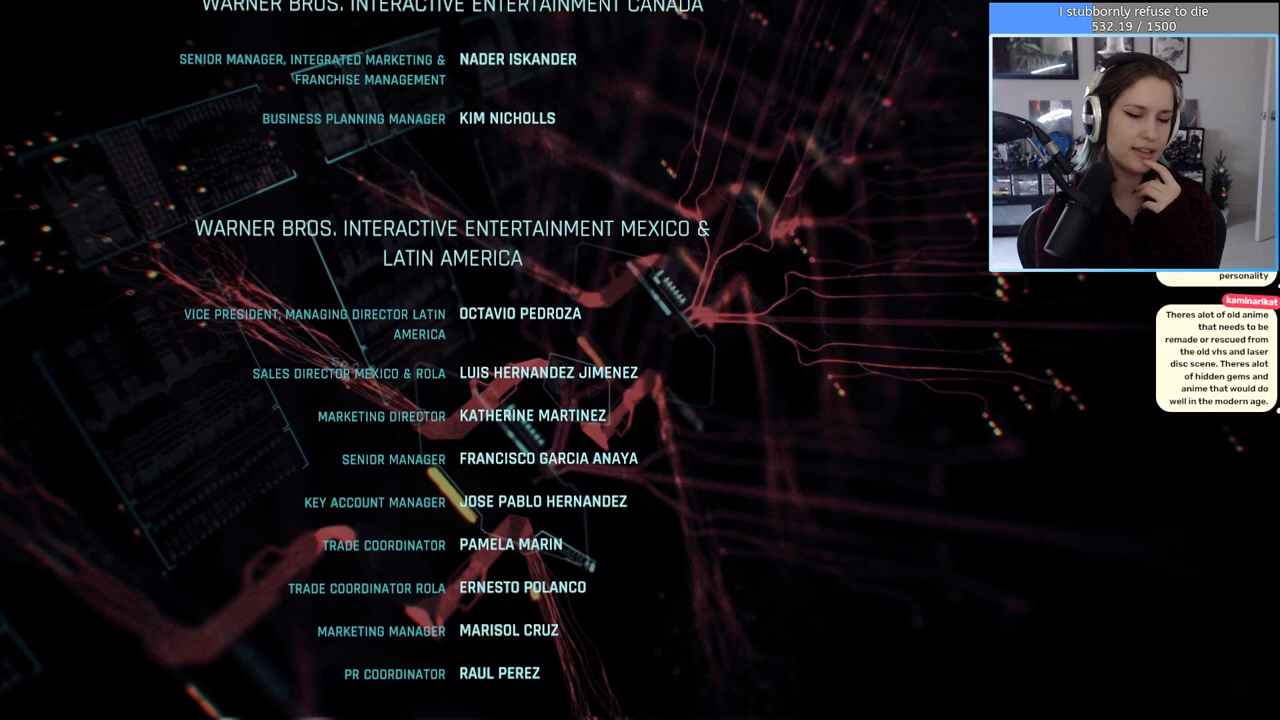 WARNER BROS. INTERACTIVE ENTERTAINMENT CANADA
SENIOR MANAGER, INTEGRATED MARKETING & NADER ISKANDER
FRANCHISE MANAGEMENT
BUSINESS PLANNING MANAGER KIM NICHOLLS
WARNER BROS. INTERACTIVE ENTERTAINMENT MEXICO &
LATIN AMERICA
VICE PRESIDENT, MANAGING DIRECTOR LATIN OCTAVIO PEDROZA
AMERICA
SALES DIRECTOR MEXICO & ROLA LUIS HERNANDEZ JIMENEZ
MARKETING DIRECTOR KATHERINE MARTINEZ
SENIOR MANAGER FRANCISCO GARCIA ANAYA
KEY ACCOUNT MANAGER JOSE PABLO HERNANDEZ
TRADE COORDINATOR PAMELA MARIN
TRADE COORDINATOR ROLA ERNESTO POLANCO
MARKETING MANAGER MARISOL CRUZ
PR COORDINATOR RAUL PEREZ
I stubbornly refuse to die
532.19 / 1500
personality
kaminarikat
Theres alot of old anime
that needs to be
remade or rescued from
the old vhs and laser
disc scene. Theres alot
of hidden gems and
anime that would do
well in the modern age.